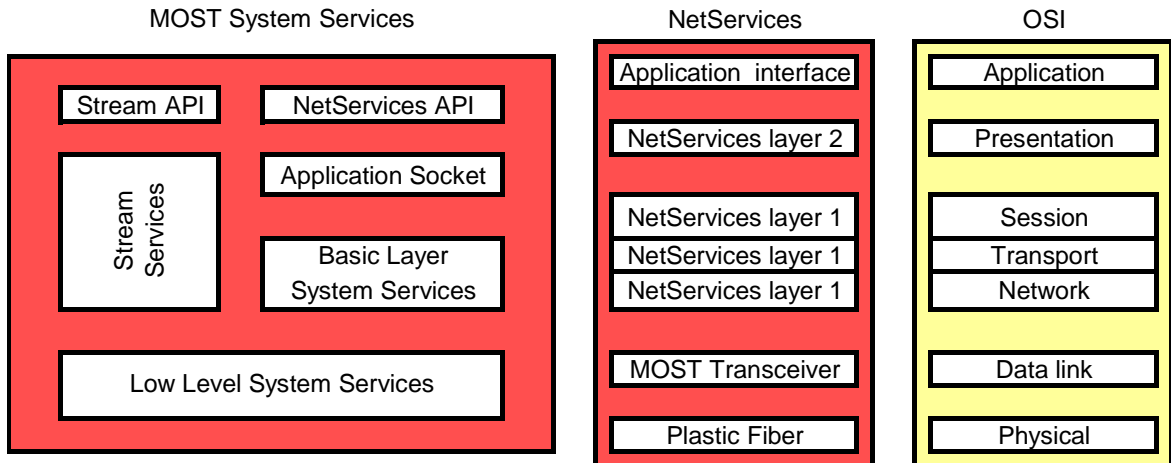 MOST System Services
Stream API
NetServices API
Stream
Services
Application Socket
Basic Layer
System Services
Low Level System Services
NetServices
Application interface
NetServices layer 2
NetServices layer 1
NetServices layer 1
NetServices layer 1
MOST Transceiver
Plastic Fiber
OSI
Application
Presentation
Session
Transport
Network
Data link
Physical